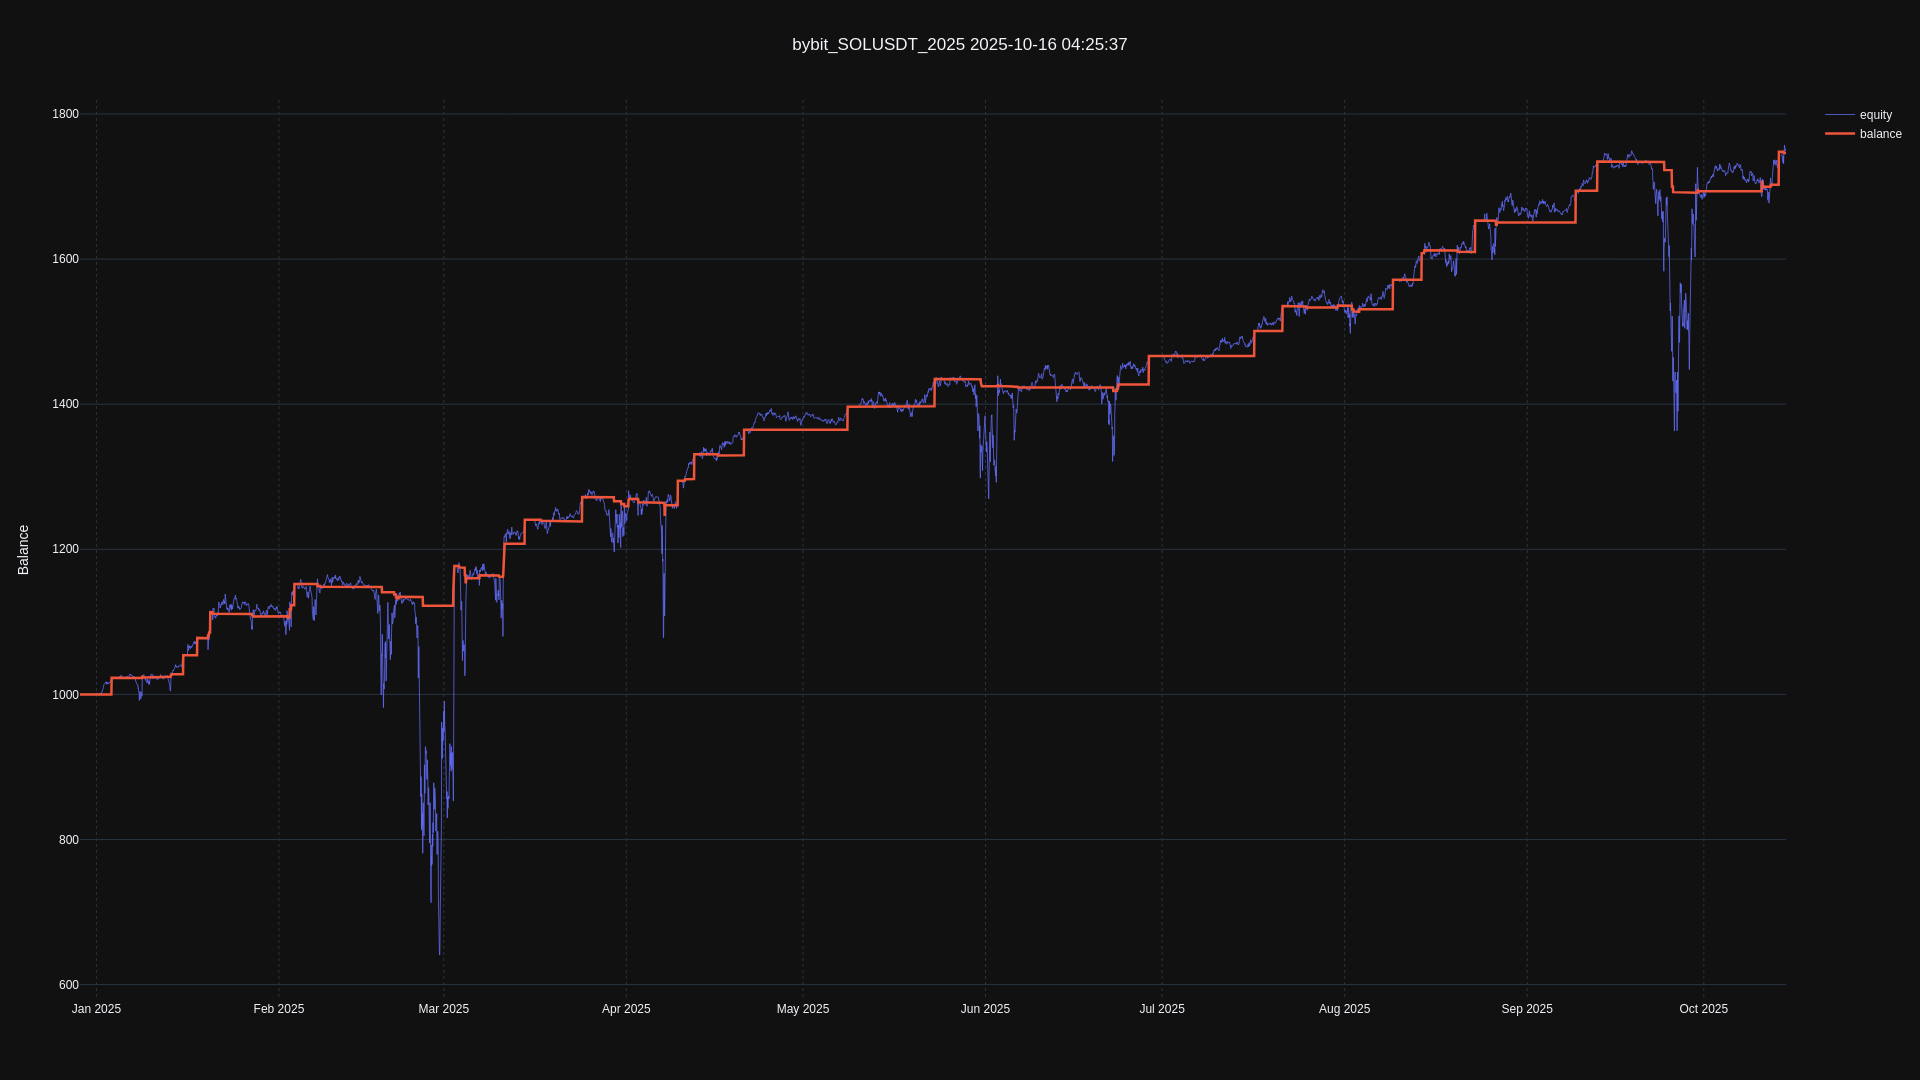 bybit_SOLUSDT_2025 2025-10-16 04:25:37
equity
balance
Balance
1800
1600
1400
1200
1000
800
600
Jan 2025
Feb 2025
Mar 2025
Apr 2025
May 2025
Jun 2025
Jul 2025
Aug 2025
Sep 2025
Oct 2025